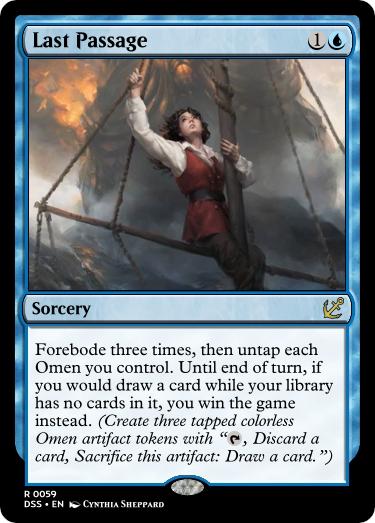 Last Passage 1
Sorcery
Forebode three times, then untap each
Omen you control. Until end of turn, if
you would draw a card while your library
has no cards in it, you win the game
instead. (Create three tapped colorless
Omen artifact tokens with “, Discard a
card, Sacrifice this artifact: Draw a card.”)
R 0059
DSS • EN Cynthia Sheppard